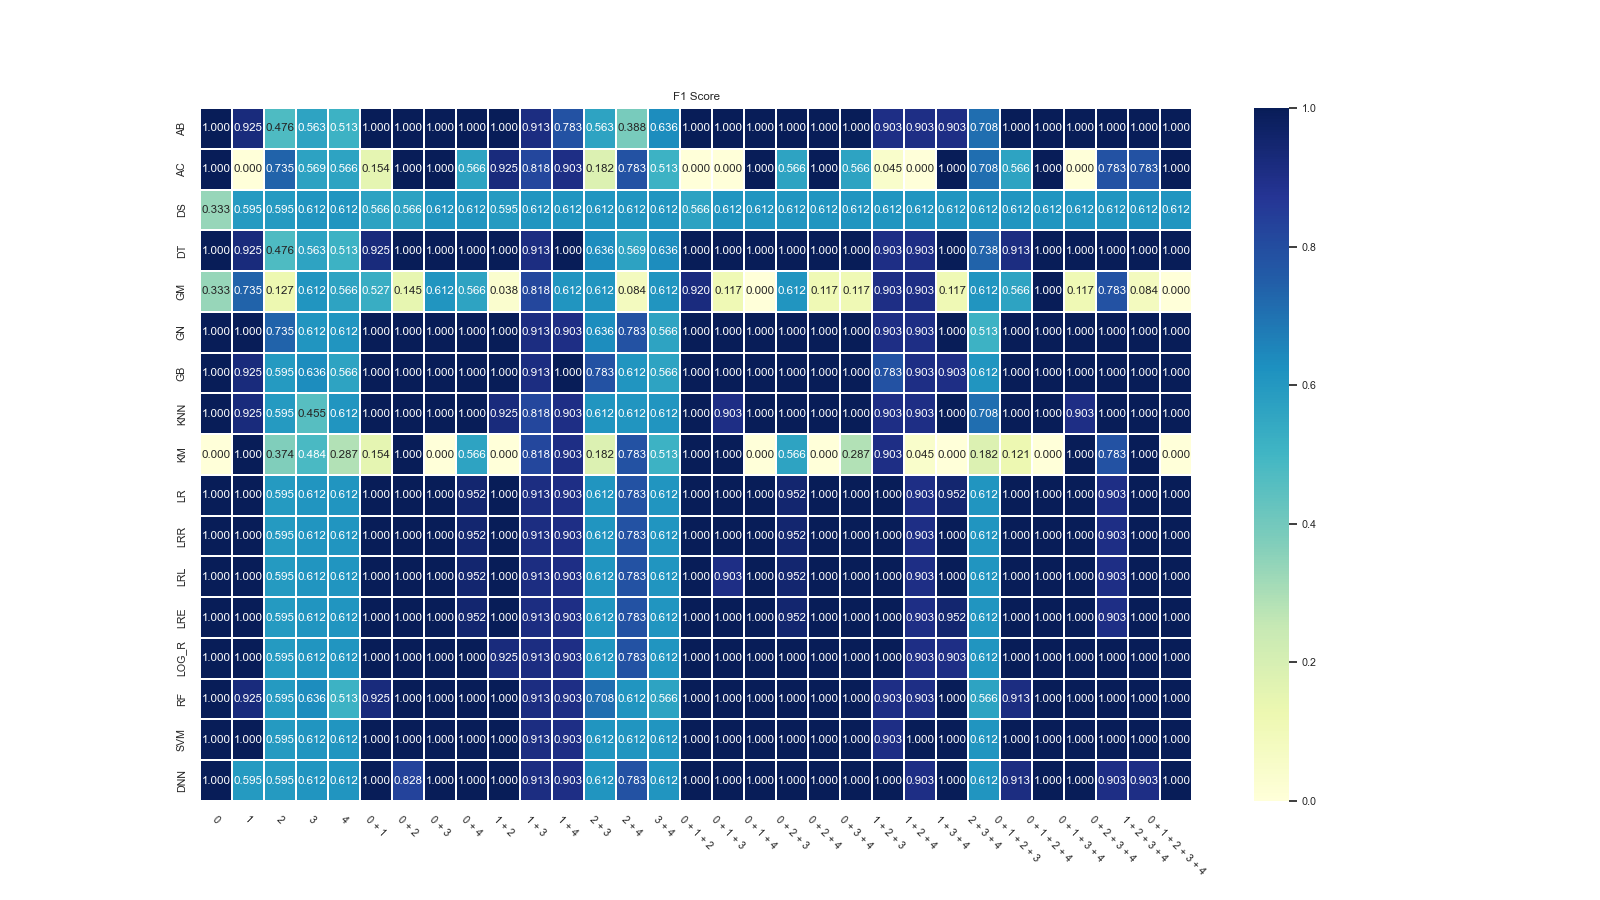 F1 Score
AB 1.000 0.925 0.476 0.563 0.513 1.000 1.000 1.000 1.000 1.000 0.913 0.783 0.563 0.388 0.636 1.000 1.000 1.000 1.000 1.000 1.000 0.903 0.903 0.903 0.708 1.000 1.000 1.000 1.000 1.000 1.000
AC 1.000 0.000 0.735 0.569 0.566 0.154 1.000 1.000 0.566 0.925 0.818 0.903 0.182 0.783 0.513 0.000 0.000 1.000 0.566 1.000 0.566 0.045 0.000 1.000 0.708 0.566 1.000 0.000 0.783 0.783 1.000
DS 0.333 0.595 0.595 0.612 0.612 0.566 0.566 0.612 0.612 0.595 0.612 0.612 0.612 0.612 0.612 0.566 0.612 0.612 0.612 0.612 0.612 0.612 0.612 0.612 0.612 0.612 0.612 0.612 0.612 0.612 0.612
DT 1.000 0.925 0.476 0.563 0.513 0.925 1.000 1.000 1.000 1.000 0.913 1.000 0.636 0.569 0.636 1.000 1.000 1.000 1.000 1.000 1.000 0.903 0.903 1.000 0.738 0.913 1.000 1.000 1.000 1.000 1.000
GM 0.333 0.735 0.127 0.612 0.566 0.527 0.145 0.612 0.566 0.038 0.818 0.612 0.612 0.084 0.612 0.920 0.117 0.000 0.612 0.117 0.117 0.903 0.903 0.117 0.612 0.566 1.000 0.117 0.783 0.084 0.000
GN 1.000 1.000 0.735 0.612 0.612 1.000 1.000 1.000 1.000 1.000 0.913 0.903 0.636 0.783 0.566 1.000 1.000 1.000 1.000 1.000 1.000 0.903 0.903 1.000 0.513 1.000 1.000 1.000 1.000 1.000 1.000
GB 1.000 0.925 0.595 0.636 0.566 1.000 1.000 1.000 1.000 1.000 0.913 1.000 0.783 0.612 0.566 1.000 1.000 1.000 1.000 1.000 1.000 0.783 0.903 0.903 0.612 1.000 1.000 1.000 1.000 1.000 1.000
KNN 1.000 0.925 0.595 0.455 0.612 1.000 1.000 1.000 1.000 0.925 0.818 0.903 0.612 0.612 0.612 1.000 0.903 1.000 1.000 1.000 1.000 0.903 0.903 1.000 0.708 1.000 1.000 0.903 1.000 1.000 1.000
KM 0.000 1.000 0.374 0.484 0.287 0.154 1.000 0.000 0.566 0.000 0.818 0.903 0.182 0.783 0.513 1.000 1.000 0.000 0.566 0.000 0.287 0.903 0.045 0.000 0.182 0.121 0.000 1.000 0.783 1.000 0.000
LR 1.000 1.000 0.595 0.612 0.612 1.000 1.000 1.000 0.952 1.000 0.913 0.903 0.612 0.783 0.612 1.000 1.000 1.000 0.952 1.000 1.000 1.000 0.903 0.952 0.612 1.000 1.000 1.000 0.903 1.000 1.000
LRR 1.000 1.000 0.595 0.612 0.612 1.000 1.000 1.000 0.952 1.000 0.913 0.903 0.612 0.783 0.612 1.000 1.000 1.000 0.952 1.000 1.000 1.000 0.903 1.000 0.612 1.000 1.000 1.000 0.903 1.000 1.000
LRL 1.000 1.000 0.595 0.612 0.612 1.000 1.000 1.000 0.952 1.000 0.913 0.903 0.612 0.783 0.612 1.000 0.903 1.000 0.952 1.000 1.000 1.000 0.903 1.000 0.612 1.000 1.000 1.000 0.903 1.000 1.000
LRE 1.000 1.000 0.595 0.612 0.612 1.000 1.000 1.000 0.952 1.000 0.913 0.903 0.612 0.783 0.612 1.000 1.000 1.000 0.952 1.000 1.000 1.000 0.903 0.952 0.612 1.000 1.000 1.000 0.903 1.000 1.000
LOG_R 1.000 1.000 0.595 0.612 0.612 1.000 1.000 1.000 1.000 0.925 0.913 0.903 0.612 0.783 0.612 1.000 1.000 1.000 1.000 1.000 1.000 1.000 0.903 0.903 0.612 1.000 1.000 1.000 1.000 1.000 1.000
RF 1.000 0.925 0.595 0.636 0.513 0.925 1.000 1.000 1.000 1.000 0.913 0.903 0.708 0.612 0.566 1.000 1.000 1.000 1.000 1.000 1.000 0.903 0.903 1.000 0.566 0.913 1.000 1.000 1.000 1.000 1.000
SVM 1.000 1.000 0.595 0.612 0.612 1.000 1.000 1.000 1.000 1.000 0.913 0.903 0.612 0.612 0.612 1.000 1.000 1.000 1.000 1.000 1.000 0.903 1.000 1.000 0.612 1.000 1.000 1.000 1.000 1.000 1.000
DNN 1.000 0.595 0.595 0.612 0.612 1.000 0.828 1.000 1.000 1.000 0.913 0.903 0.612 0.783 0.612 1.000 1.000 1.000 1.000 1.000 1.000 1.000 0.903 1.000 0.612 0.913 1.000 1.000 0.903 0.903 1.000
0
1
2
3
4
0 + 1
0 + 2
0 + 3
0 + 4
1 + 2
1 + 3
1 + 4
2 + 3
2 + 4
3 + 4
0 + 1 + 2
0 + 1 + 3
0 + 1 + 4
0 + 2 + 3
0 + 2 + 4
0 + 3 + 4
1 + 2 + 3
1 + 2 + 4
1 + 3 + 4
2 + 3 + 4
0 + 1 + 2 + 3
0 + 1 + 2 + 4
0 + 1 + 3 + 4
0 + 2 + 3 + 4
1 + 2 + 3 + 4
0 + 1 + 2 + 3 + 4
1.0
0.8
0.6
0.4
0.2
0.0